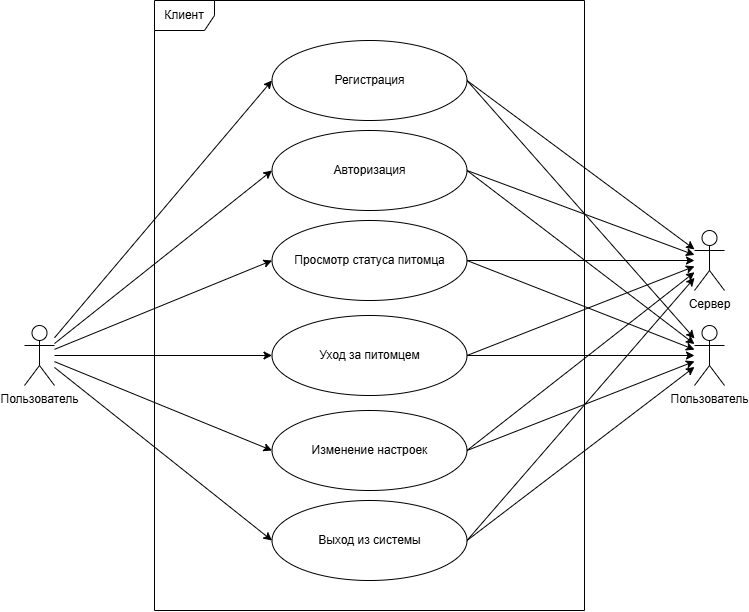 Клиент
Регистрация
Авторизация
Просмотр статуса питомца
Сервер
Уход за питомцем
Пользователь
Пользователь
Изменение настроек
Выход из системы